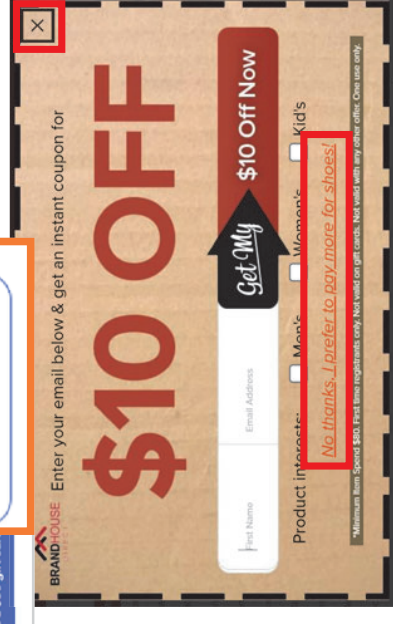 BRANDHOUSE
DIRECT
Enter your email below & get an instant coupon for
$10 OFF
First Name
Email Address
Get My $10 Off Now
Product interests:
Men's
Women's
Kid's
No thanks, I prefer to pay more for shoes!
*Minimum Item Spend $80. First time registrants only. Not valid on gift cards. Not valid with any other offer. One use only.